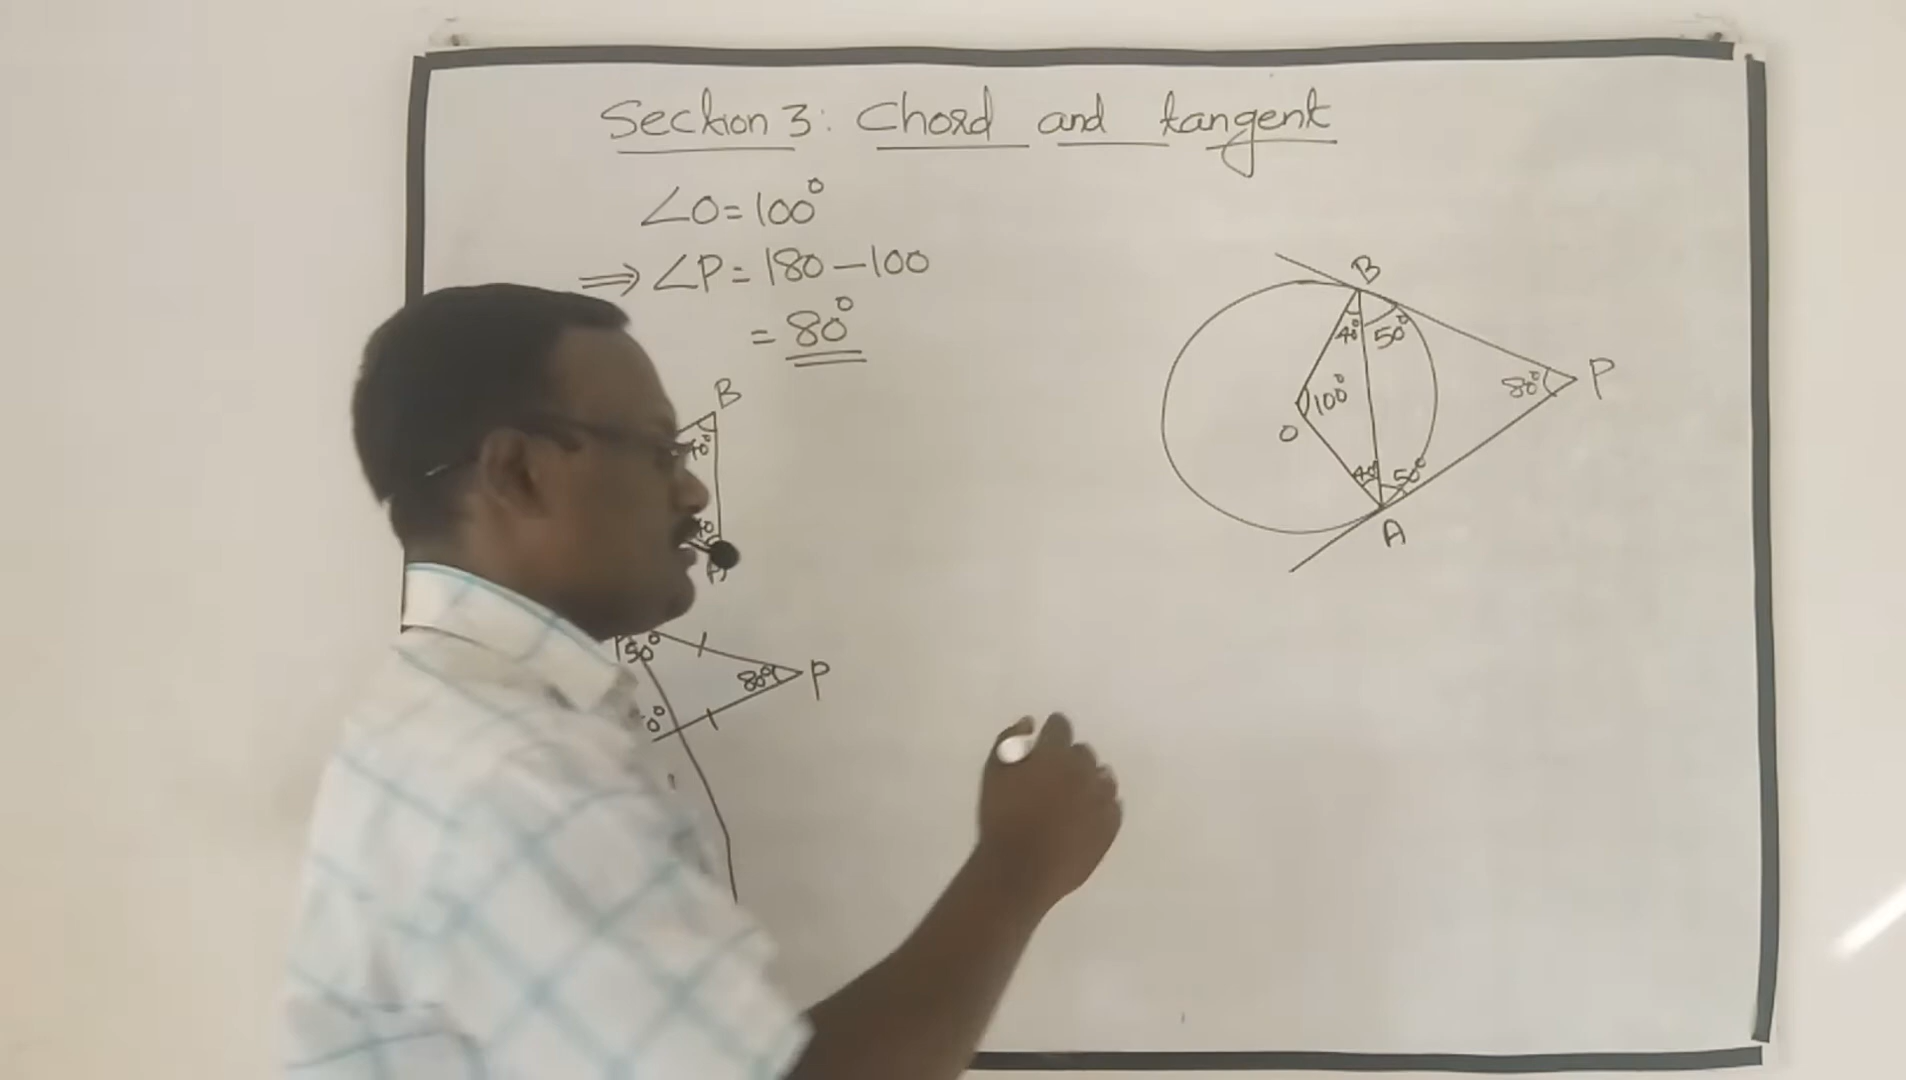 Section 3: Chord and tangent
∠O = 100°
⇒ ∠P = 180 – 100
= 80°
B
40°
50°
80°
P
100°
O
40°
50°
A
B
50°
80°
P